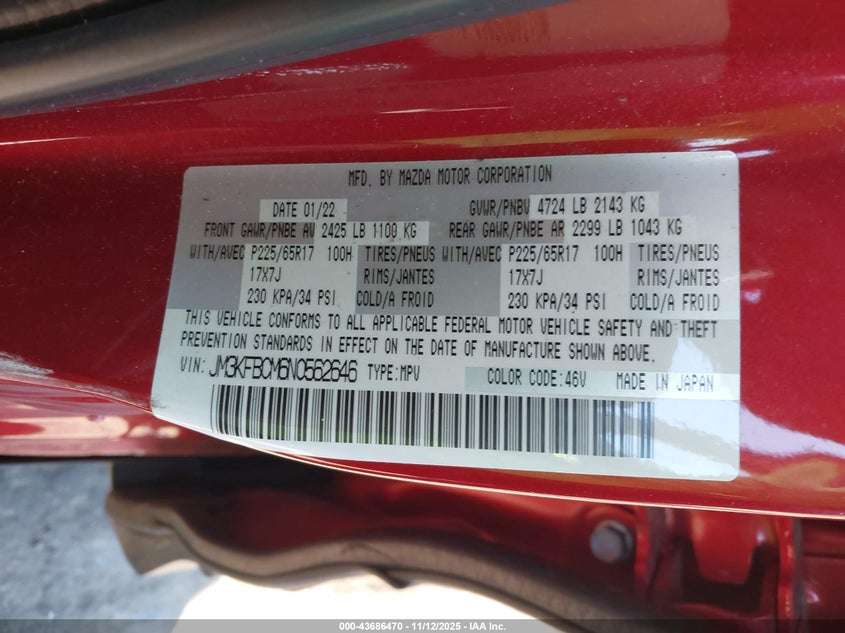 MFD. BY MAZDA MOTOR CORPORATION
DATE 01/22 GVWR/PNBV 4724 LB 2143 KG
FRONT GAWR/PNBE AV 2425 LB 1100 KG REAR GAWR/PNBE AR 2299 LB 1043 KG
WITH/AVEC P225/65R17 100H TIRES/PNEUS WITH/AVEC P225/65R17 100H TIRES/PNEUS
17X7J RIMS/JANTES 17X7J RIMS/JANTES
230 KPA/34 PSI COLD/A FROID 230 KPA/34 PSI COLD/A FROID
THIS VEHICLE CONFORMS TO ALL APPLICABLE FEDERAL MOTOR VEHICLE SAFETY AND THEFT
PREVENTION STANDARDS IN EFFECT ON THE DATE OF MANUFACTURE SHOWN ABOVE.
VIN: JM3KFBCM6N0562646 TYPE:MPV COLOR CODE:46V MADE IN JAPAN
000-43686470 - 11/12/2025 - IAA Inc.